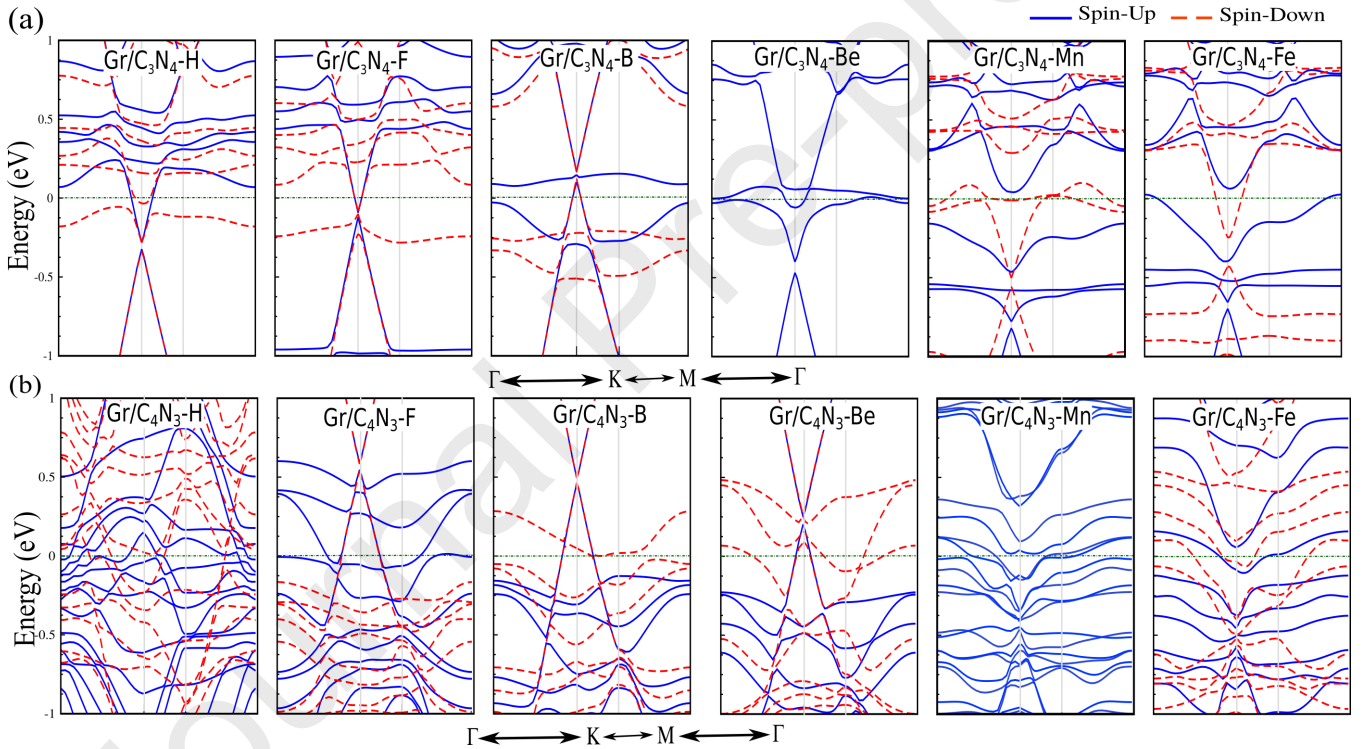 (a)
Spin-Up Spin-Down
Gr/C₃N₄-H Gr/C₃N₄-F Gr/C₃N₄-B Gr/C₃N₄-Be Gr/C₃N₄-Mn Gr/C₃N₄-Fe
1
0.5
0
-0.5
-1
Energy (eV)
Γ K M Γ
(b)
Gr/C₄N₃-H Gr/C₄N₃-F Gr/C₄N₃-B Gr/C₄N₃-Be Gr/C₄N₃-Mn Gr/C₄N₃-Fe
1
0.5
0
-0.5
-1
Energy (eV)
Γ K M Γ
Journal Pre-p